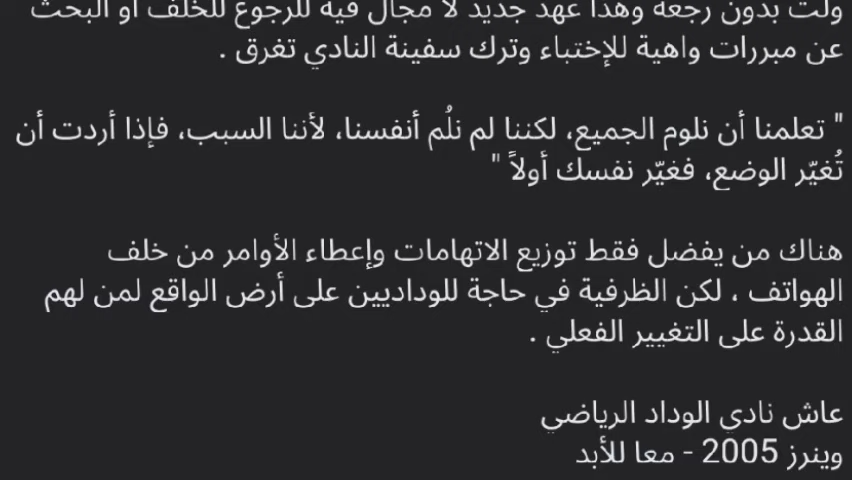 ولت بدون رجعة وهذا عهد جديد لا مجال فيه للرجوع للخلف أو البحث
عن مبررات واهية للإختباء وترك سفينة النادي تغرق .
" تعلمنا أن نلوم الجميع، لكننا لم نلُم أنفسنا، لأننا السبب، فإذا أردت أن
تُغيّر الوضع، فغيّر نفسك أولاً "
هناك من يفضل فقط توزيع الاتهامات وإعطاء الأوامر من خلف
الهواتف ، لكن الظرفية في حاجة للوداديين على أرض الواقع لمن لهم
القدرة على التغيير الفعلي .
عاش نادي الوداد الرياضي
وينرز 2005 - معا للأبد